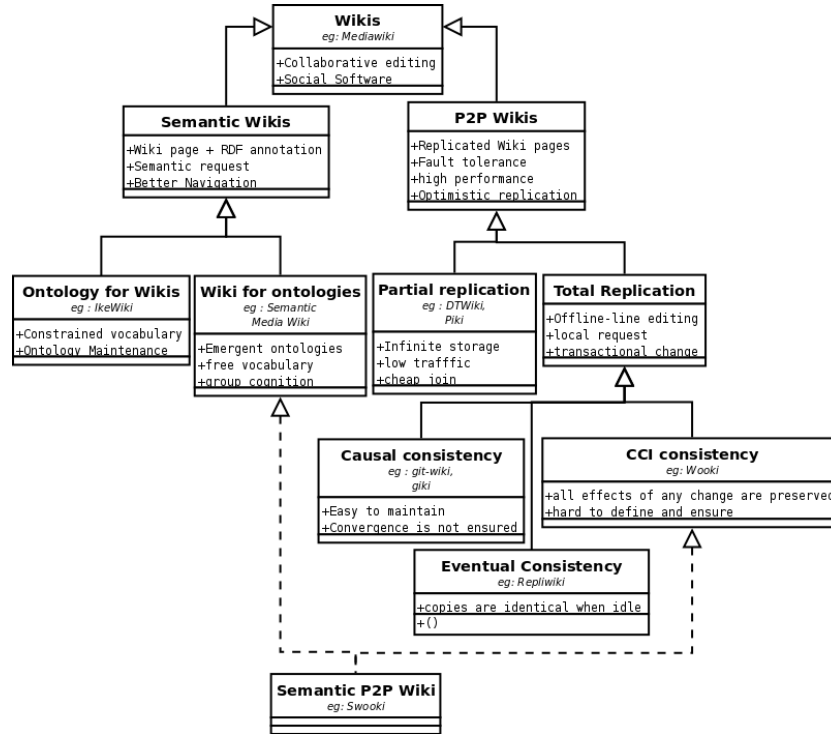 Wikis
eg: Mediawiki
+Collaborative editing
+Social Software
Semantic Wikis
+Wiki page + RDF annotation
+Semantic request
+Better Navigation
P2P Wikis
+Replicated Wiki pages
+Fault tolerance
+high performance
+Optimistic replication
Ontology for Wikis
eg : IkeWiki
+Constrained vocabulary
+Ontology Maintenance
Wiki for ontologies
eg : Semantic
Media Wiki
+Emergent ontologies
+free vocabulary
+group cognition
Partial replication
eg : DTWiki,
Piki
+Infinite storage
+low trafffic
+cheap join
Total Replication
+Offline-line editing
+local request
+transactional change
Causal consistency
eg : git-wiki,
giki
+Easy to maintain
+Convergence is not ensured
CCI consistency
eg: Wooki
+all effects of any change are preserved
+hard to define and ensure
Eventual Consistency
eg: Repliwiki
+copies are identical when idle
+()
Semantic P2P Wiki
eg: Swooki